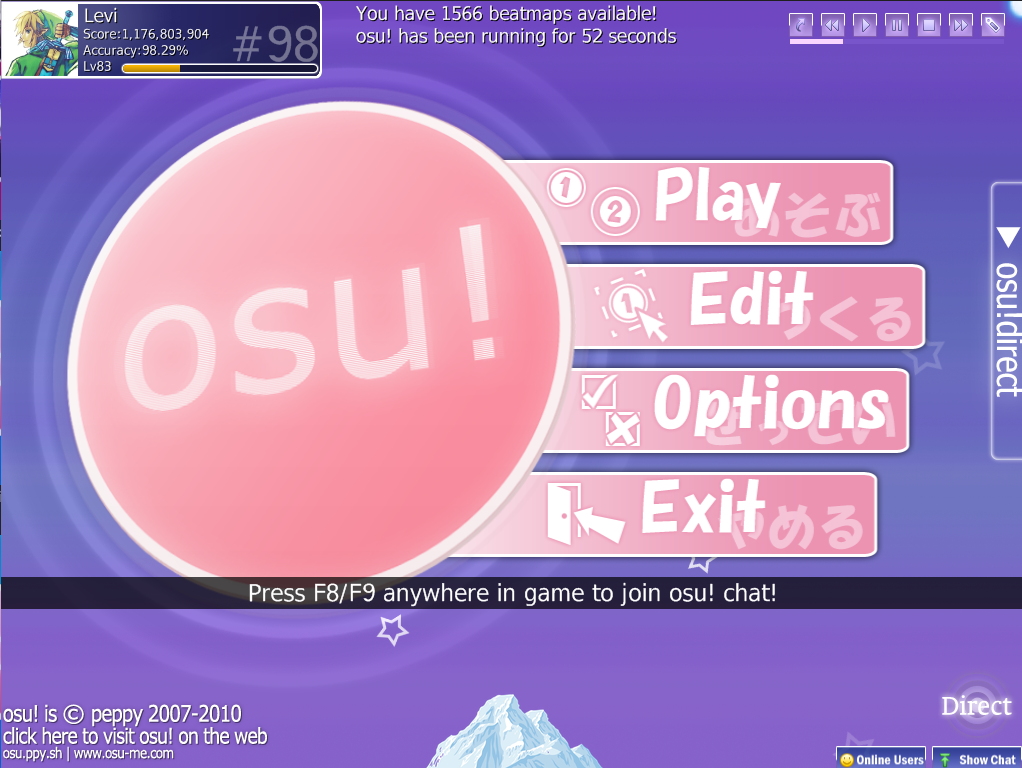 Levi
Score:1,176,803,904
Accuracy:98.29%
Lv83
#98
You have 1566 beatmaps available!
osu! has been running for 52 seconds
osu!
1 2 Play
あそぶ
1 Edit
つくる
Options
せってい
Exit
やめる
osu!direct
Press F8/F9 anywhere in game to join osu! chat!
osu! is © peppy 2007-2010
click here to visit osu! on the web
osu.ppy.sh | www.osu-me.com
Direct
Online Users
Show Chat